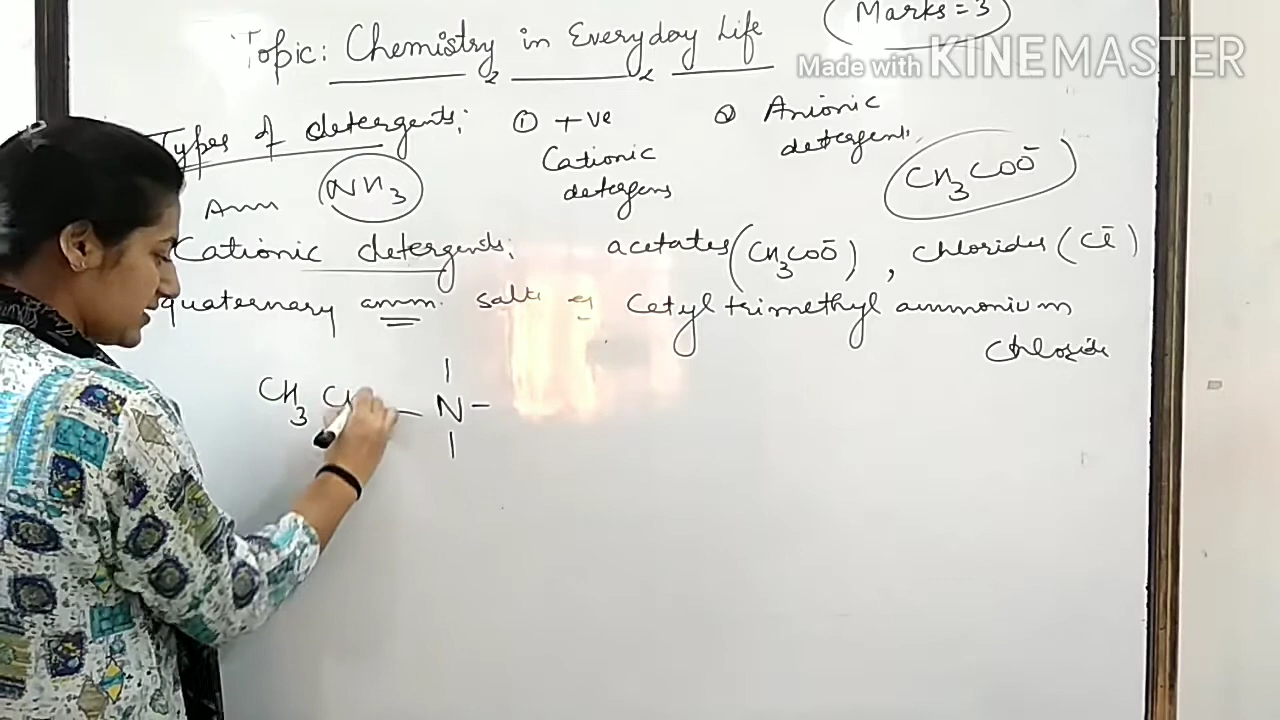 Marks = 3
Topic: Chemistry in Everyday Life
Made with KINEMASTER
Types of detergents: ① +ve ② Anionic
Cationic detergents,
detergens
Amm NH3 CH3COO-
Cationic detergents: acetates (CH3COO-), chlorides (Cl-)
quaternary amm. salts eg Cetyl trimethyl ammonium
chloride
CH3 C — N —